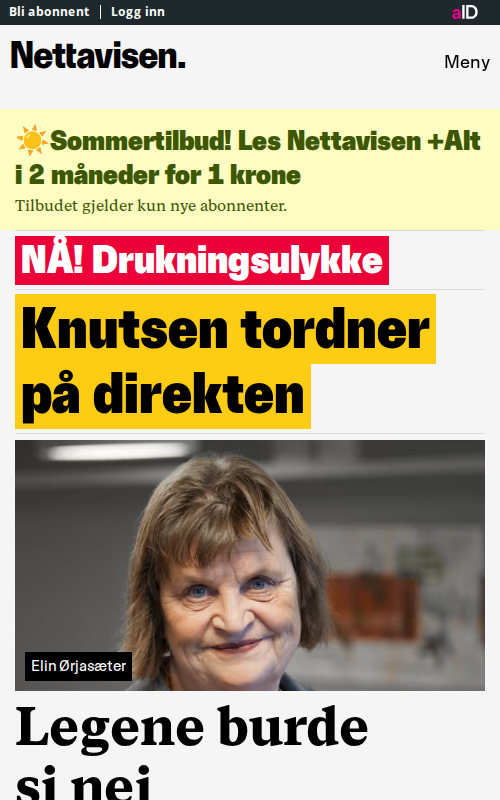 Bli abonnent | Logg inn
aID
Nettavisen.
Meny
☀️Sommertilbud! Les Nettavisen +Alt
i 2 måneder for 1 krone
Tilbudet gjelder kun nye abonnenter.
NÅ! Drukningsulykke
Knutsen tordner
på direkten
Elin Ørjasæter
Legene burde
si nei